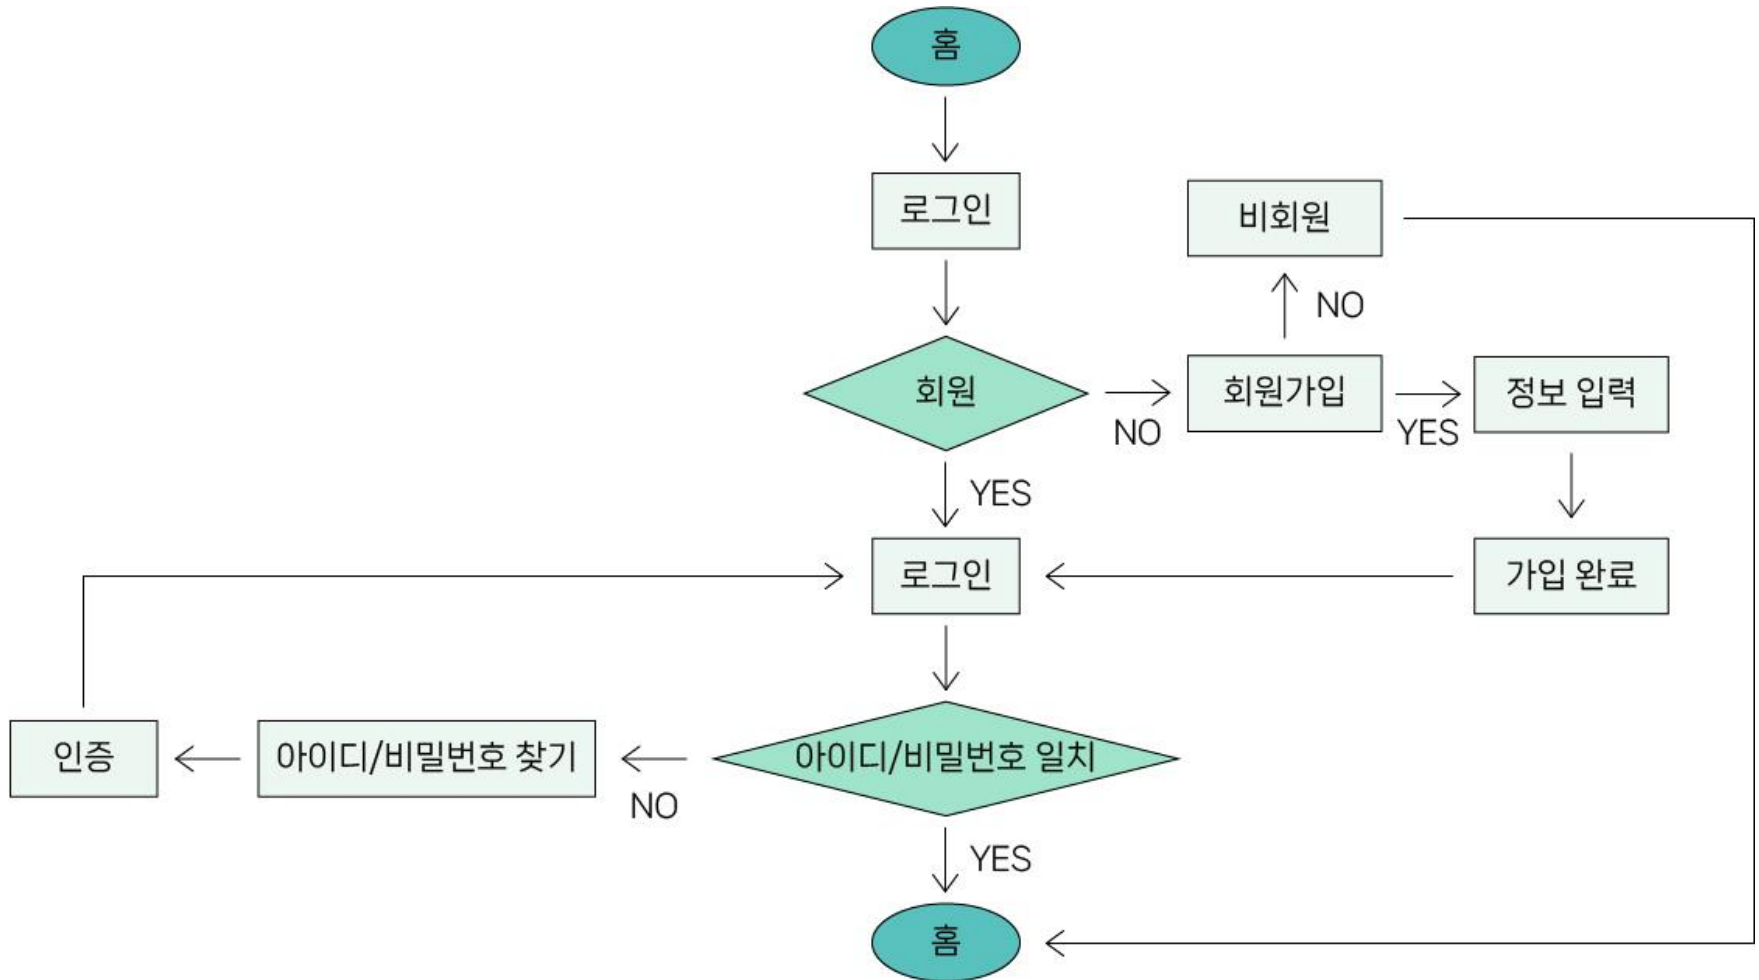 홈
로그인
비회원
NO
회원
NO
회원가입
YES
정보 입력
YES
로그인
가입 완료
인증
아이디/비밀번호 찾기
NO
아이디/비밀번호 일치
YES
홈